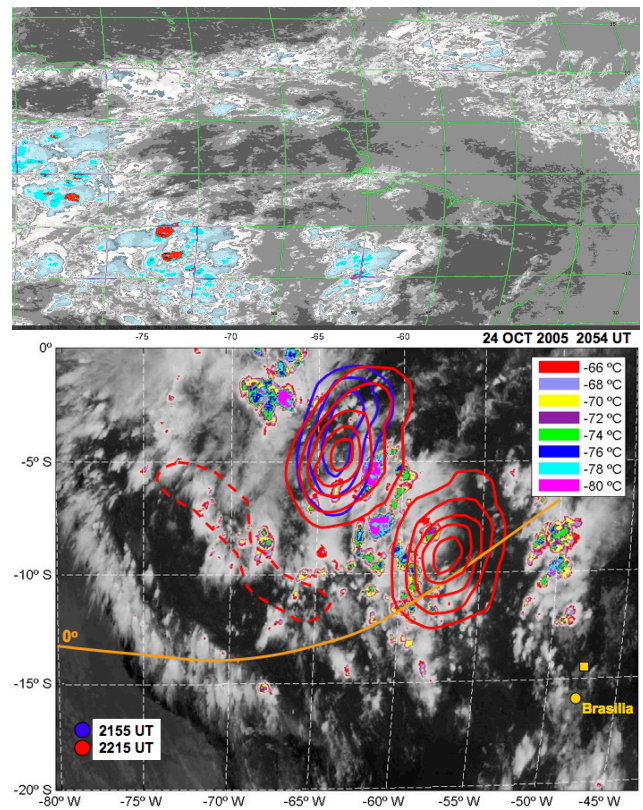 -75 -70 -65 -60 24 OCT 2005 2054 UT
0º
-66 ºC
-68 ºC
-70 ºC
-72 ºC
-74 ºC
-76 ºC
-78 ºC
-80 ºC
-5º S
-10º S
0º
-15º S
Brasilia
2155 UT
2215 UT
-20º S
-80º W -75º W -70º W -65º W -60º W -55º W -50º W -45º W